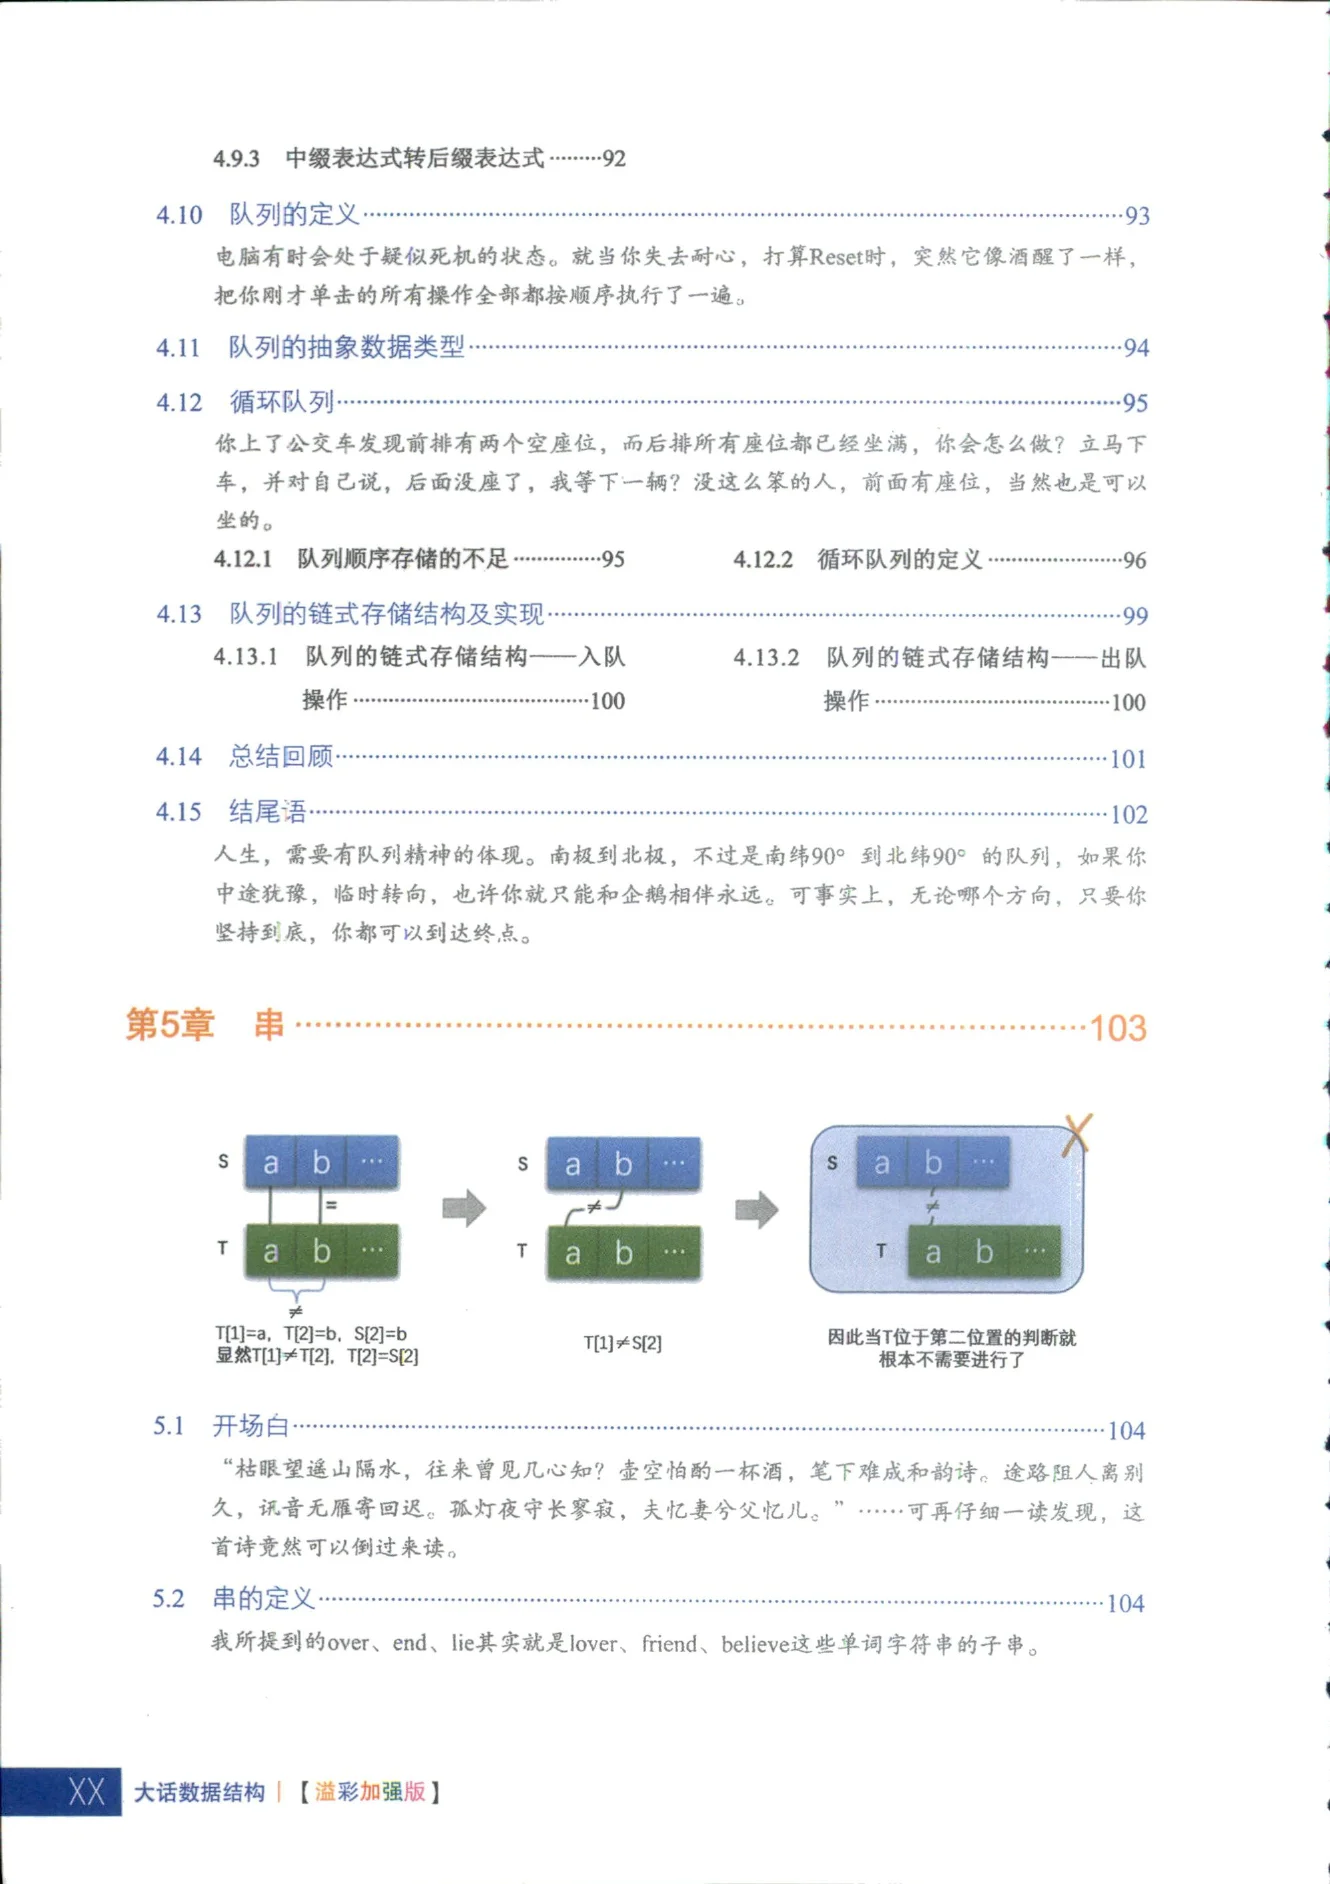 4.9.3 中缀表达式转后缀表达式·········92
4.10 队列的定义····················93
电脑有时会处于疑似死机的状态。就当你失去耐心，打算Reset时，突然它像酒醒了一样，
把你刚才单击的所有操作全部都按顺序执行了一遍。
4.11 队列的抽象数据类型····················94
4.12 循环队列····················95
你上了公交车发现前排有两个空座位，而后排所有座位都已经坐满，你会怎么做？立马下
车，并对自己说，后面没座了，我等下一辆？没这么笨的人，前面有座位，当然也是可以
坐的。
4.12.1 队列顺序存储的不足···············95 4.12.2 循环队列的定义····················96
4.13 队列的链式存储结构及实现····················99
4.13.1 队列的链式存储结构——入队 4.13.2 队列的链式存储结构——出队
操作····················100 操作····················100
4.14 总结回顾····················101
4.15 结尾语····················102
人生，需要有队列精神的体现。南极到北极，不过是南纬90°到北纬90°的队列，如果你
中途犹豫，临时转向，也许你就只能和企鹅相伴永远。可事实上，无论哪个方向，只要你
坚持到底，你都可以到达终点。
第5章 串····················103
S a b ··· S a b ··· S a b ···
= ≠ ≠
T a b ··· T a b ··· T a b ···
≠
T[1]=a，T[2]=b，S[2]=b
显然T[1]≠T[2]，T[2]=S[2]
T[1]≠S[2]
因此当T位于第二位置的判断就
根本不需要进行了
5.1 开场白····················104
“枯眼望遥山隔水，往来曾见几心知？壶空怕酌一杯酒，笔下难成和韵诗。途路阻人离别
久，讯音无雁寄回迟。孤灯夜守长寥寂，夫忆妻兮父忆儿。”……可再仔细一读发现，这
首诗竟然可以倒过来读。
5.2 串的定义····················104
我所提到的over、end、lie其实就是lover、friend、believe这些单词字符串的子串。
XX 大话数据结构｜【溢彩加强版】